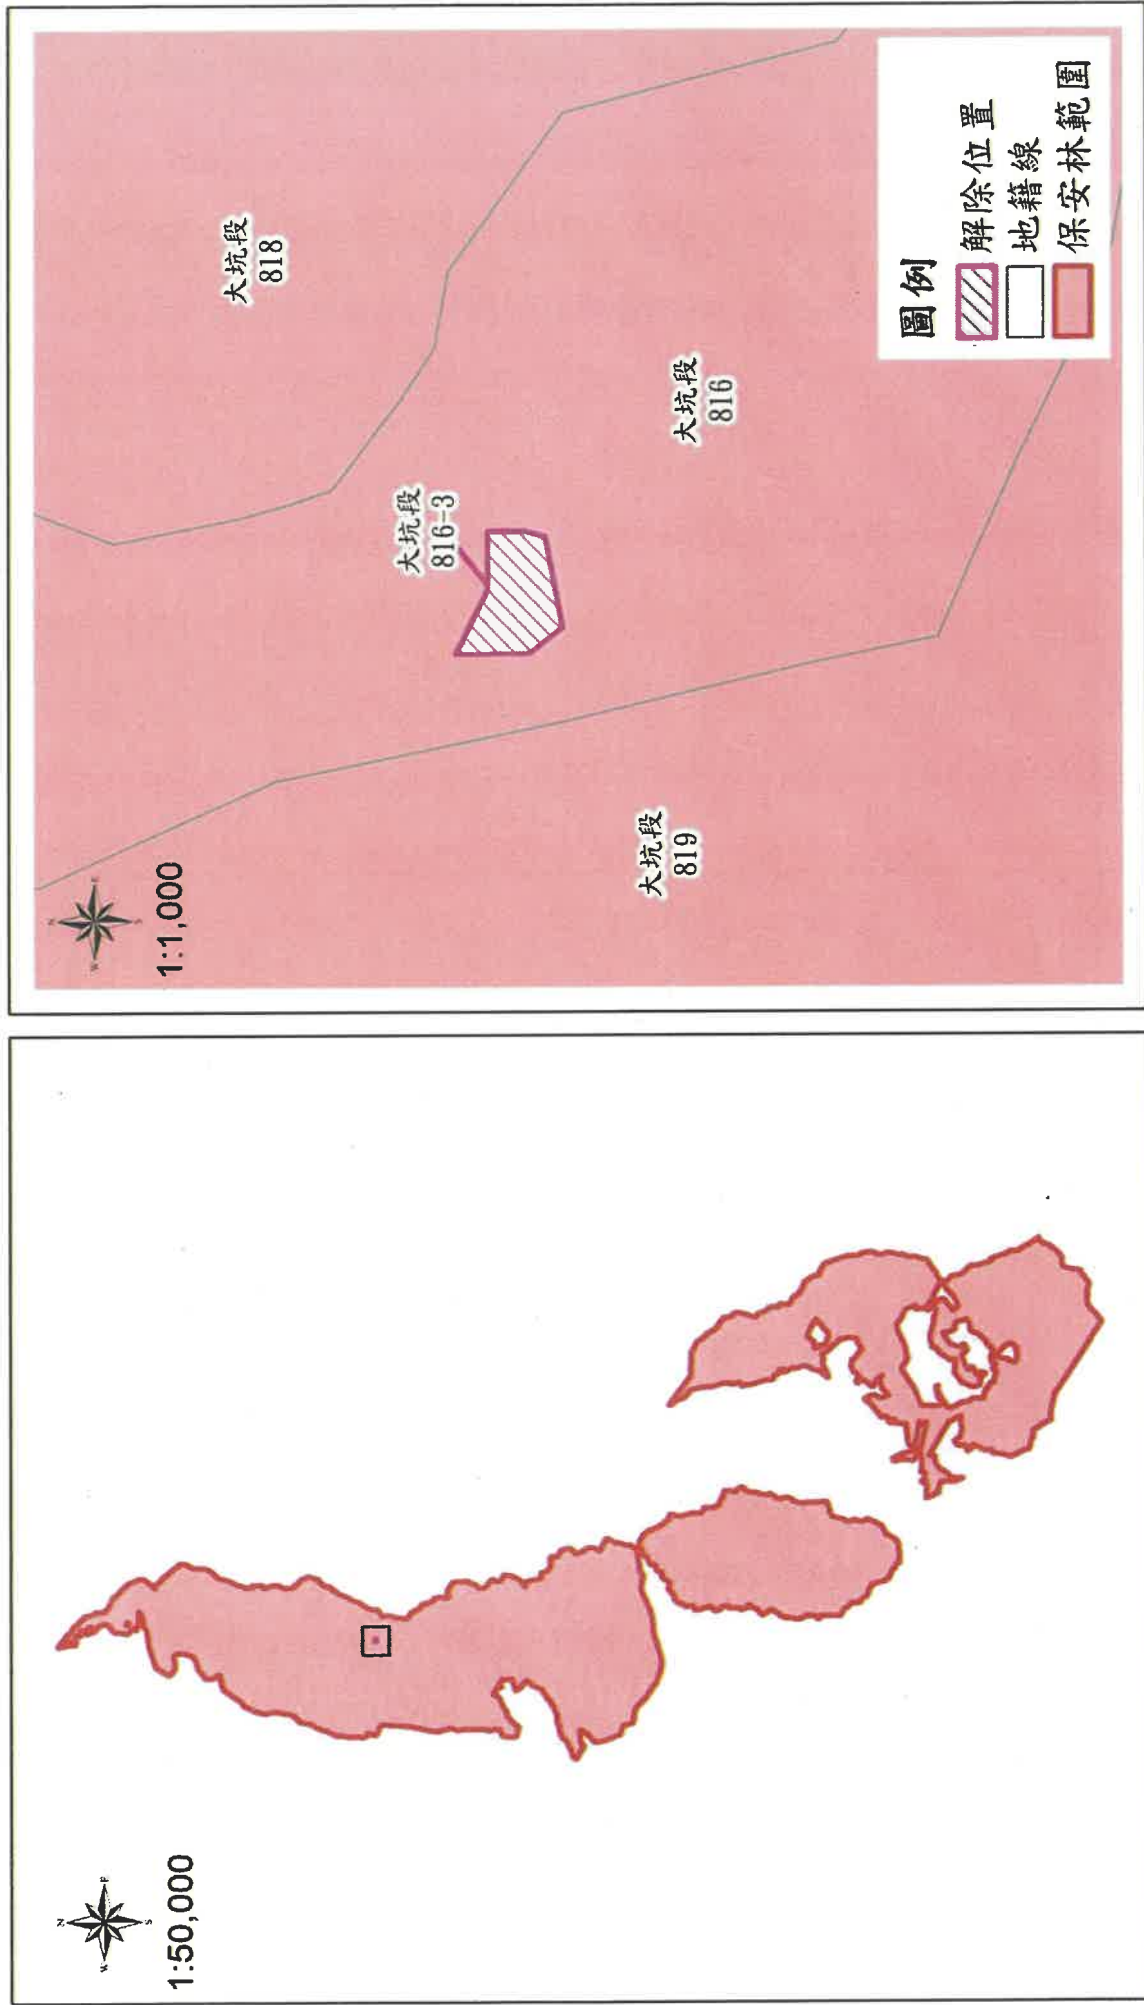 N
W
E
S
1:50,000
N
W
E
S
1:1,000
大坑段
818
大坑段
816-3
大坑段
816
大坑段
819
圖例
解除位置
地籍線
保安林範圍